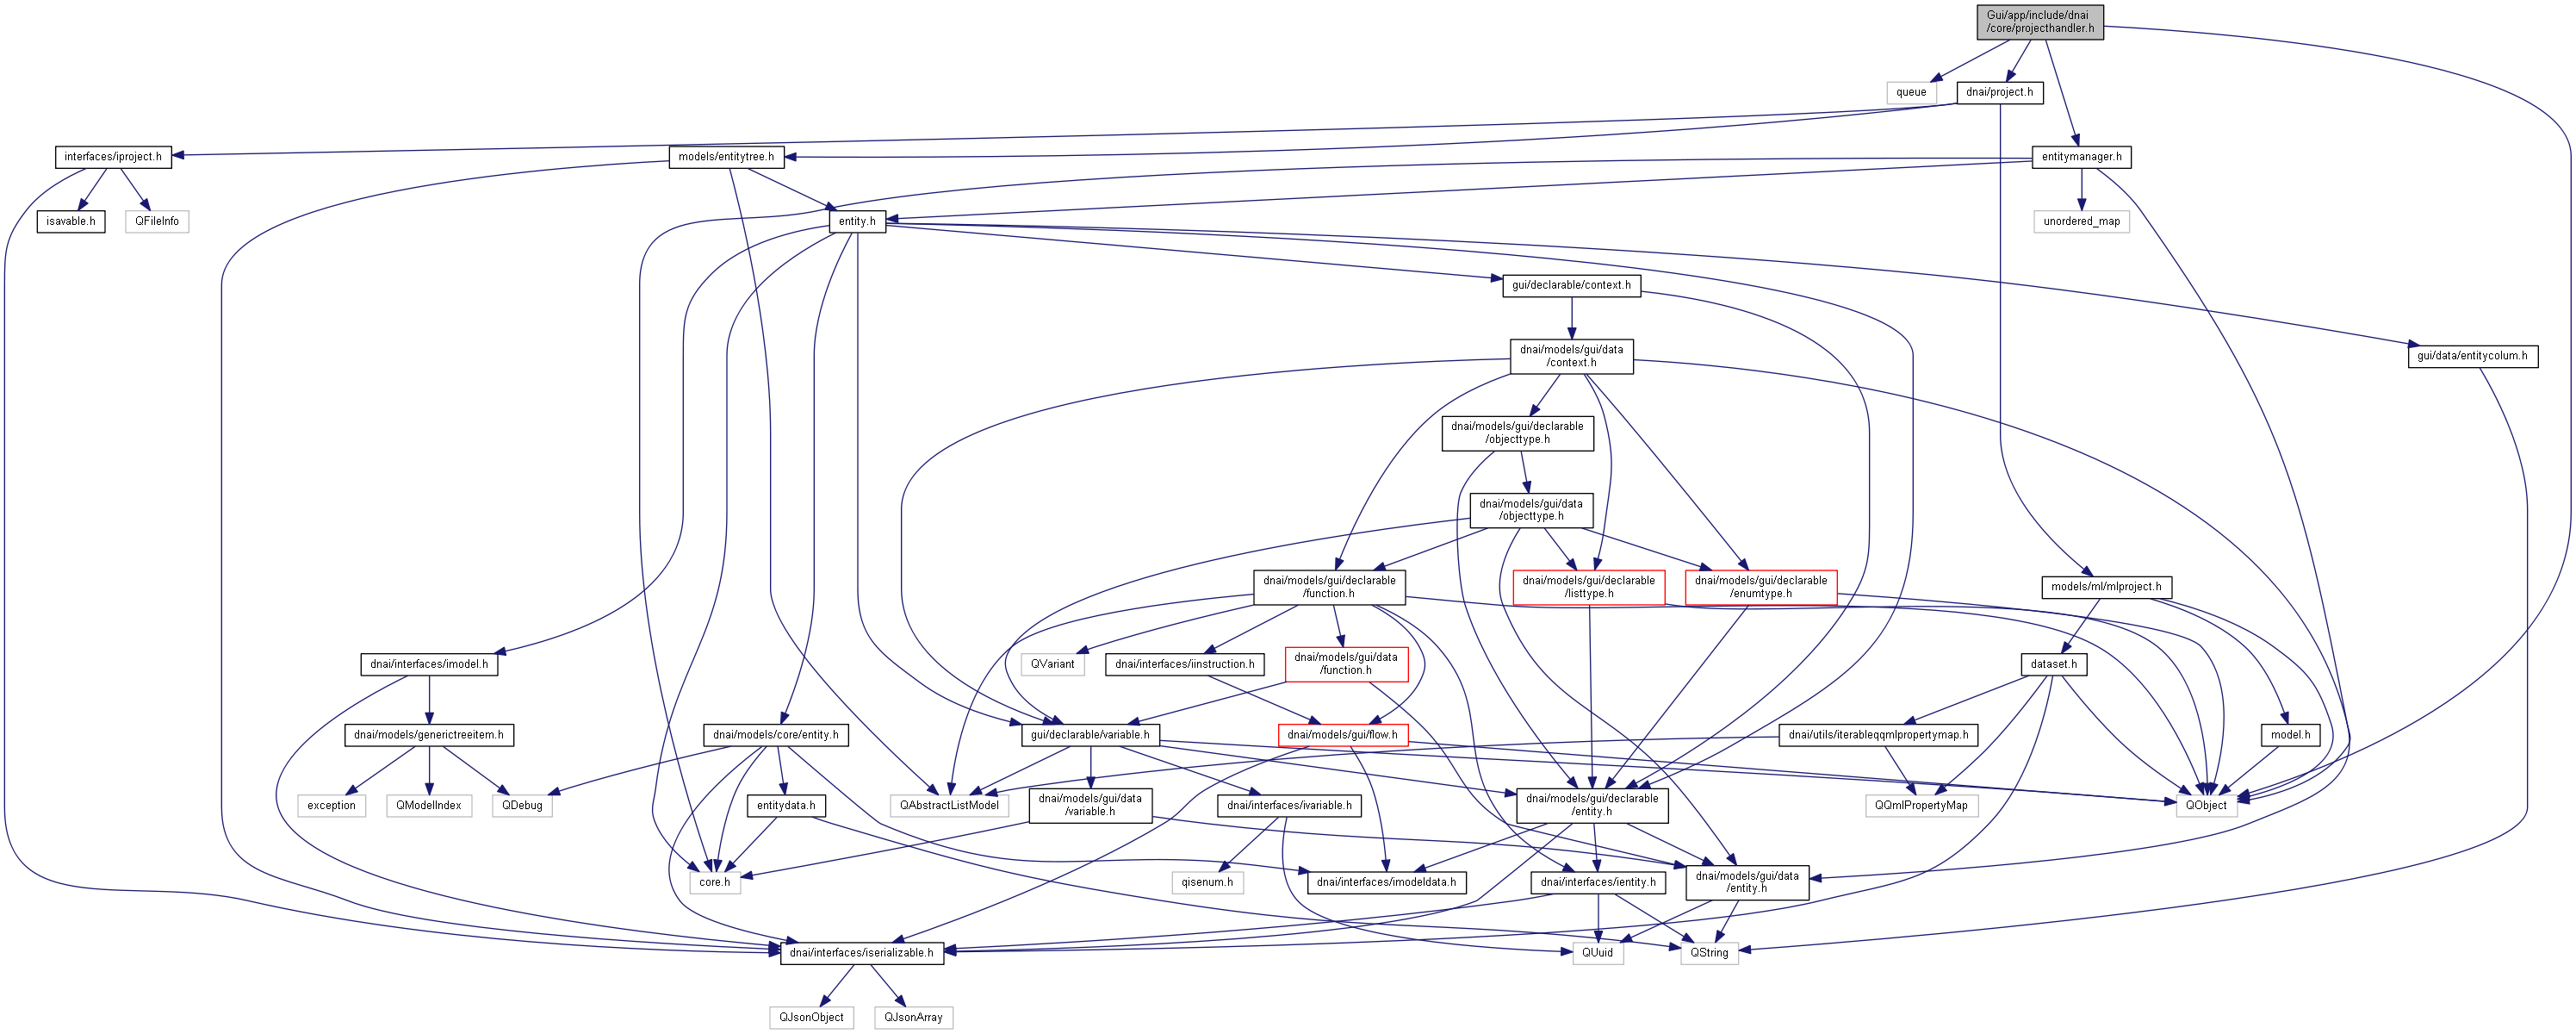 Gui/app/include/dnai
/core/projecthandler.h
queue
dnai/project.h
interfaces/iproject.h
models/entitytree.h
entitymanager.h
isavable.h
QFileInfo
entity.h
unordered_map
gui/declarable/context.h
dnai/models/gui/data
/context.h
gui/data/entitycolum.h
dnai/models/gui/declarable
/objecttype.h
dnai/models/gui/data
/objecttype.h
dnai/models/gui/declarable
/function.h
dnai/models/gui/declarable
/listtype.h
dnai/models/gui/declarable
/enumtype.h
models/ml/mlproject.h
dnai/interfaces/imodel.h
QVariant
dnai/interfaces/iinstruction.h
dnai/models/gui/data
/function.h
dataset.h
dnai/models/generictreeitem.h
dnai/models/core/entity.h
gui/declarable/variable.h
dnai/models/gui/flow.h
dnai/utils/iterableqqmlpropertymap.h
model.h
exception
QModelIndex
QDebug
entitydata.h
QAbstractListModel
dnai/models/gui/data
/variable.h
dnai/interfaces/ivariable.h
dnai/models/gui/declarable
/entity.h
QQmlPropertyMap
QObject
core.h
qisenum.h
dnai/interfaces/imodeldata.h
dnai/interfaces/ientity.h
dnai/models/gui/data
/entity.h
dnai/interfaces/iserializable.h
QUuid
QString
QJsonObject
QJsonArray